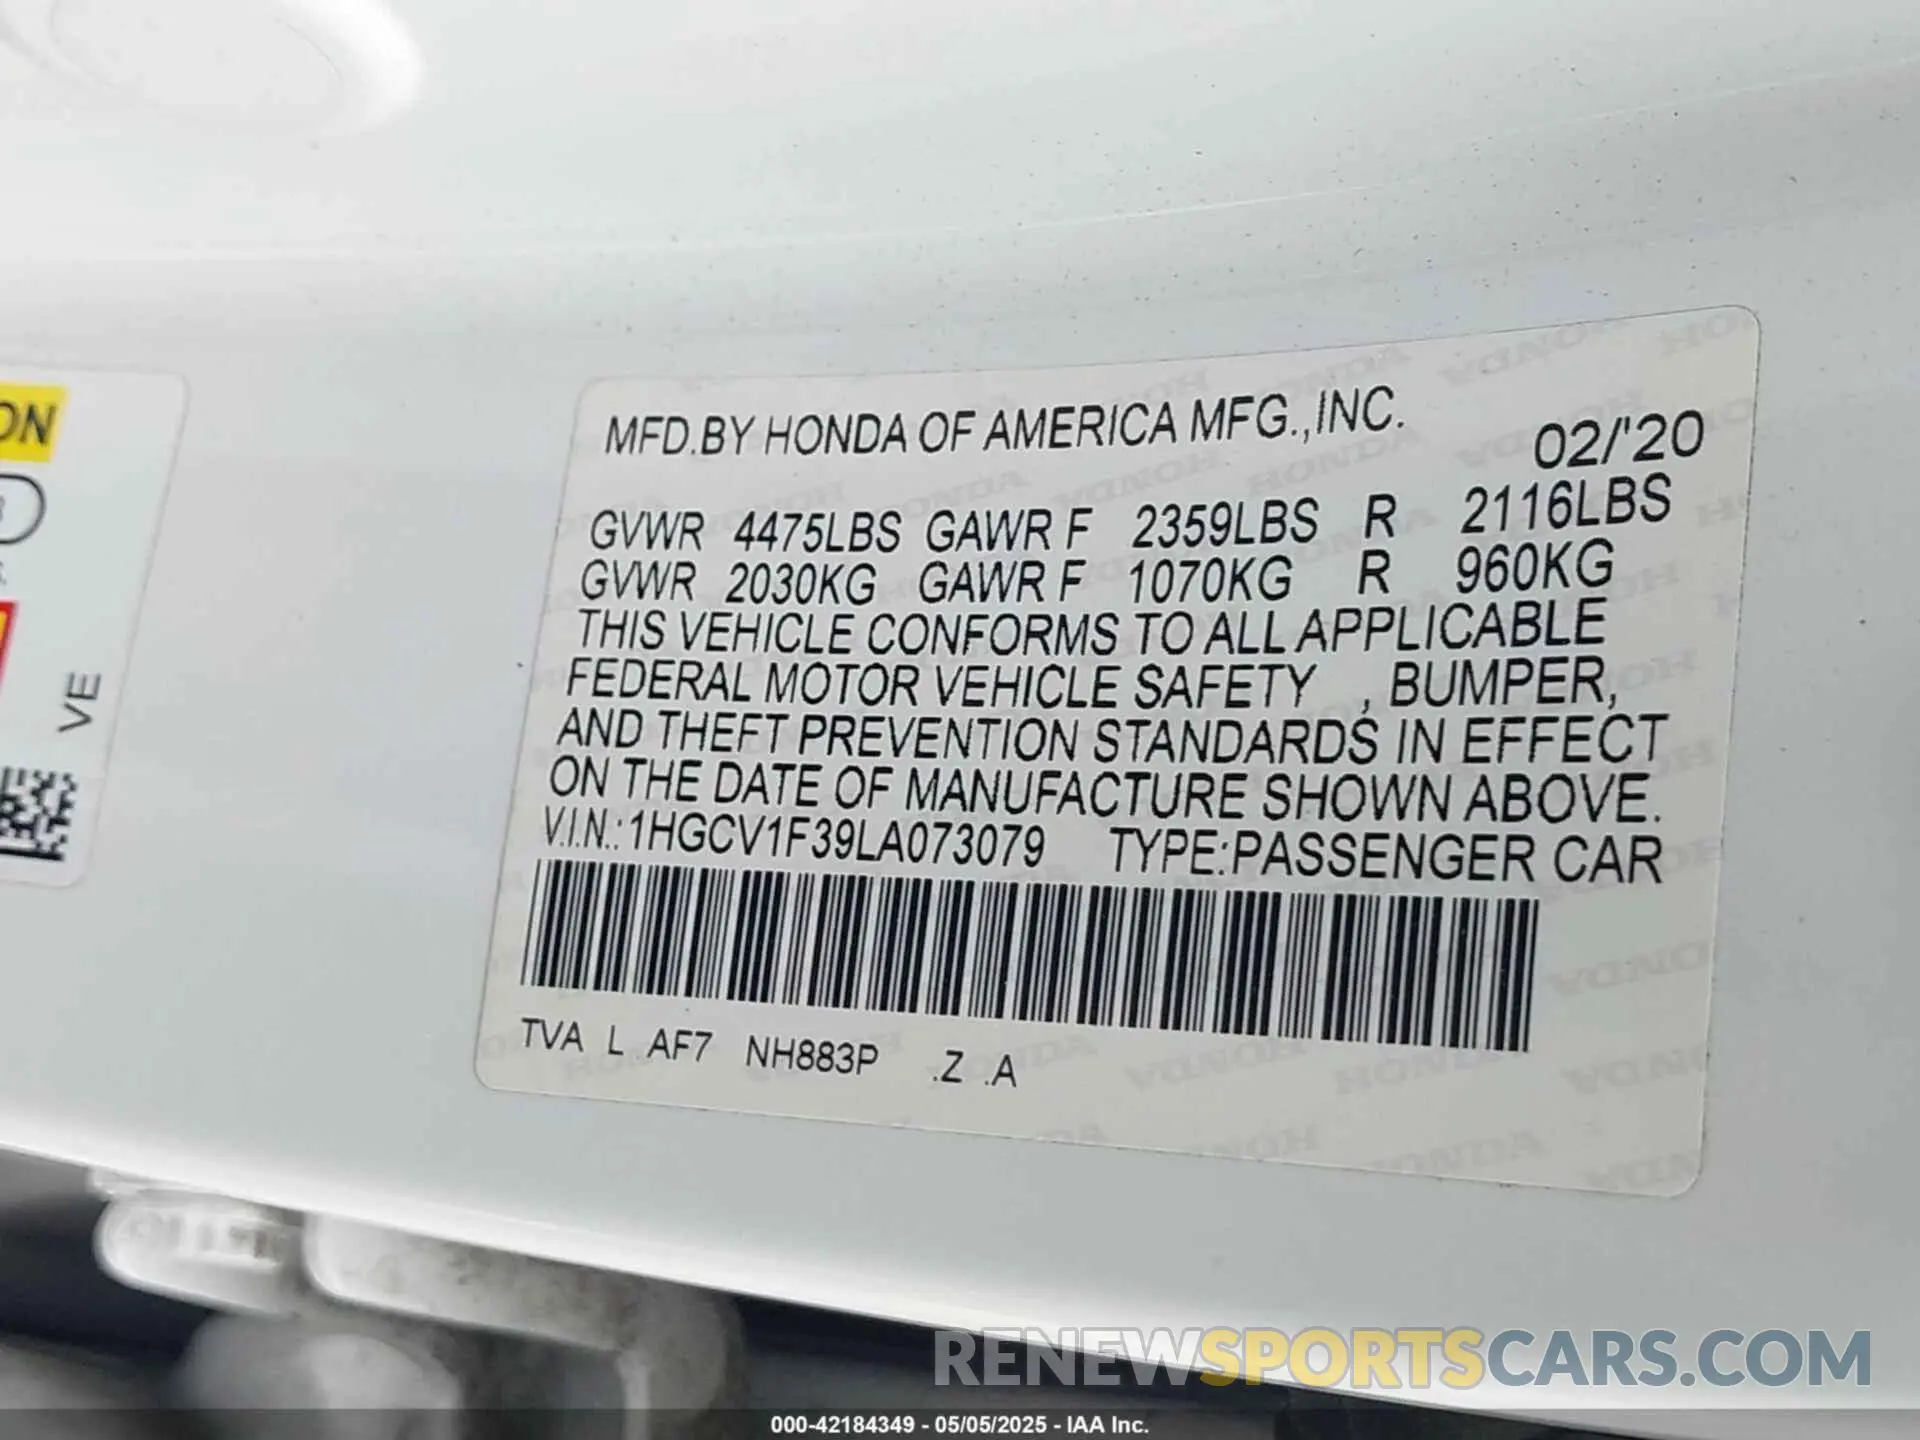 MFD.BY HONDA OF AMERICA MFG.,INC. 02/'20
GVWR 4475LBS GAWR F 2359LBS R 2116LBS
GVWR 2030KG GAWR F 1070KG R 960KG
THIS VEHICLE CONFORMS TO ALL APPLICABLE
FEDERAL MOTOR VEHICLE SAFETY , BUMPER,
AND THEFT PREVENTION STANDARDS IN EFFECT
ON THE DATE OF MANUFACTURE SHOWN ABOVE.
V.I.N.: 1HGCV1F39LA073079 TYPE:PASSENGER CAR
TVA L AF7 NH883P .Z .A
VE
RENEWSPORTSCARS.COM
000-42184349 - 05/05/2025 - IAA Inc.